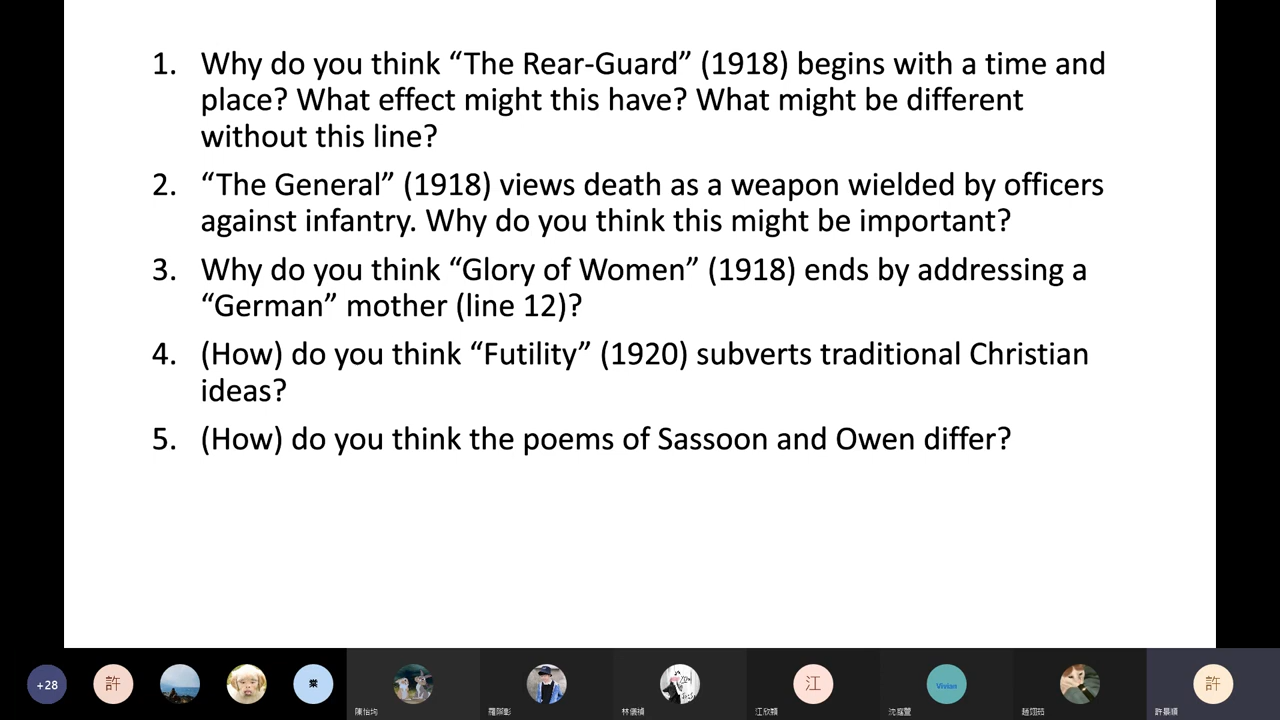 1. Why do you think “The Rear-Guard” (1918) begins with a time and
place? What effect might this have? What might be different
without this line?
2. “The General” (1918) views death as a weapon wielded by officers
against infantry. Why do you think this might be important?
3. Why do you think “Glory of Women” (1918) ends by addressing a
“German” mother (line 12)?
4. (How) do you think “Futility” (1920) subverts traditional Christian
ideas?
5. (How) do you think the poems of Sassoon and Owen differ?
+28
許
江
Vivian
許